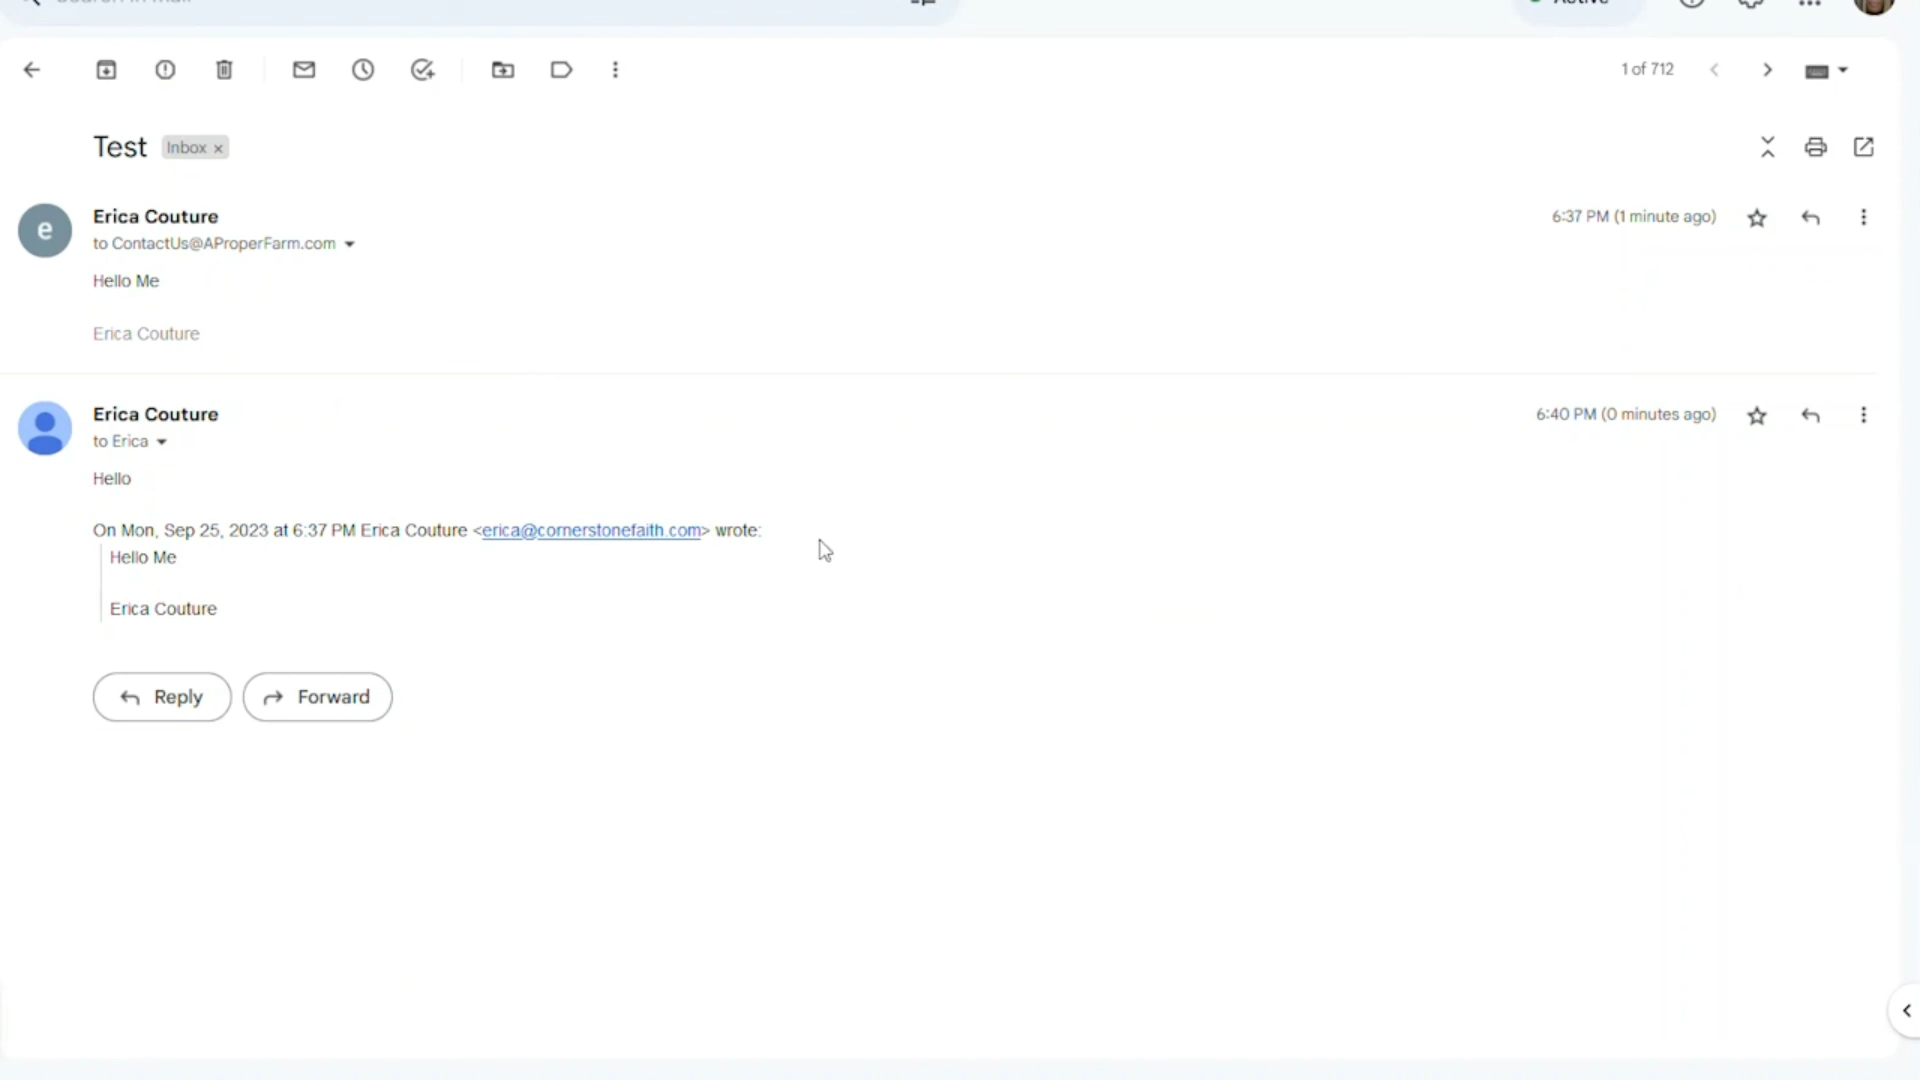 1 of 712
Test Inbox ×
Erica Couture 6:37 PM (1 minute ago)
e
to ContactUs@AProperFarm.com
Hello Me
Erica Couture
Erica Couture 6:40 PM (0 minutes ago)
to Erica
Hello
On Mon, Sep 25, 2023 at 6:37 PM Erica Couture <erica@cornerstonefaith.com> wrote:
Hello Me
Erica Couture
Reply Forward